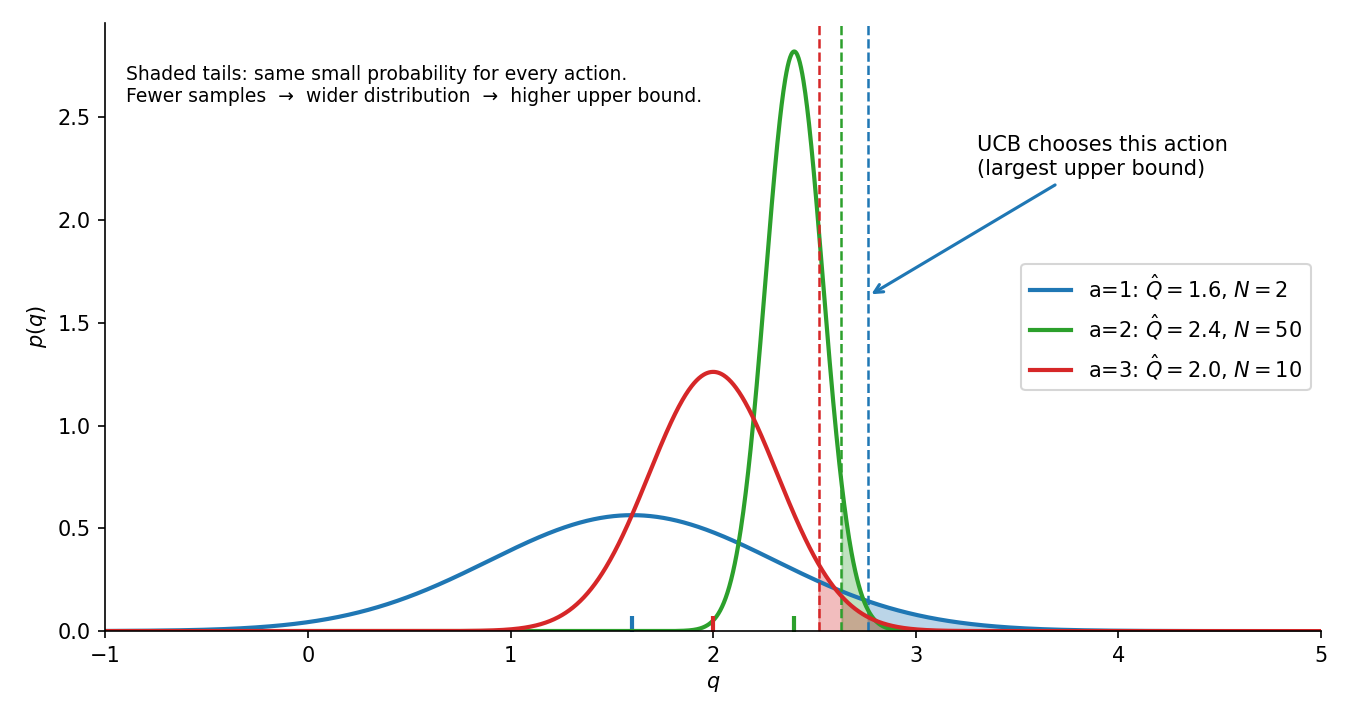 Shaded tails: same small probability for every action.
Fewer samples → wider distribution → higher upper bound.
UCB chooses this action
(largest upper bound)
a=1: Q̂ = 1.6, N = 2
a=2: Q̂ = 2.4, N = 50
a=3: Q̂ = 2.0, N = 10
p(q)
2.5
2.0
1.5
1.0
0.5
0.0
−1
0
1
2
3
4
5
q